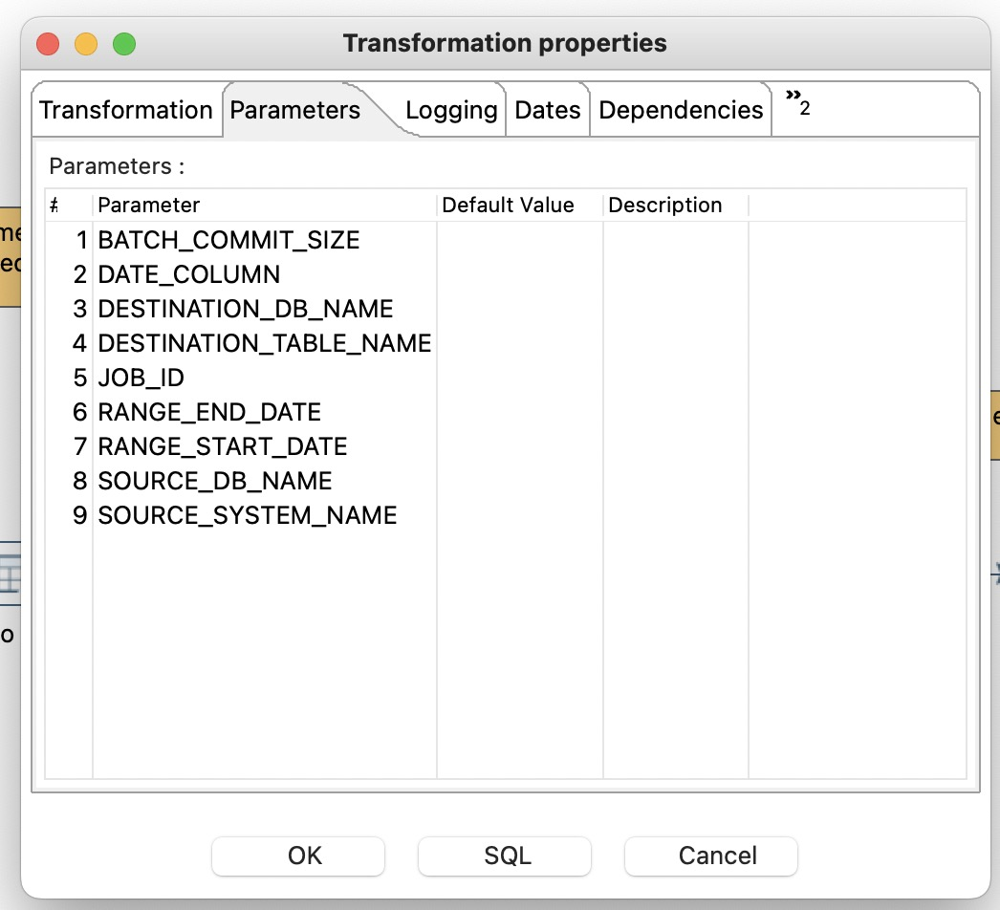 Transformation properties
Transformation Parameters Logging Dates Dependencies »2
Parameters :
# Parameter Default Value Description
1 BATCH_COMMIT_SIZE
2 DATE_COLUMN
3 DESTINATION_DB_NAME
4 DESTINATION_TABLE_NAME
5 JOB_ID
6 RANGE_END_DATE
7 RANGE_START_DATE
8 SOURCE_DB_NAME
9 SOURCE_SYSTEM_NAME
OK SQL Cancel